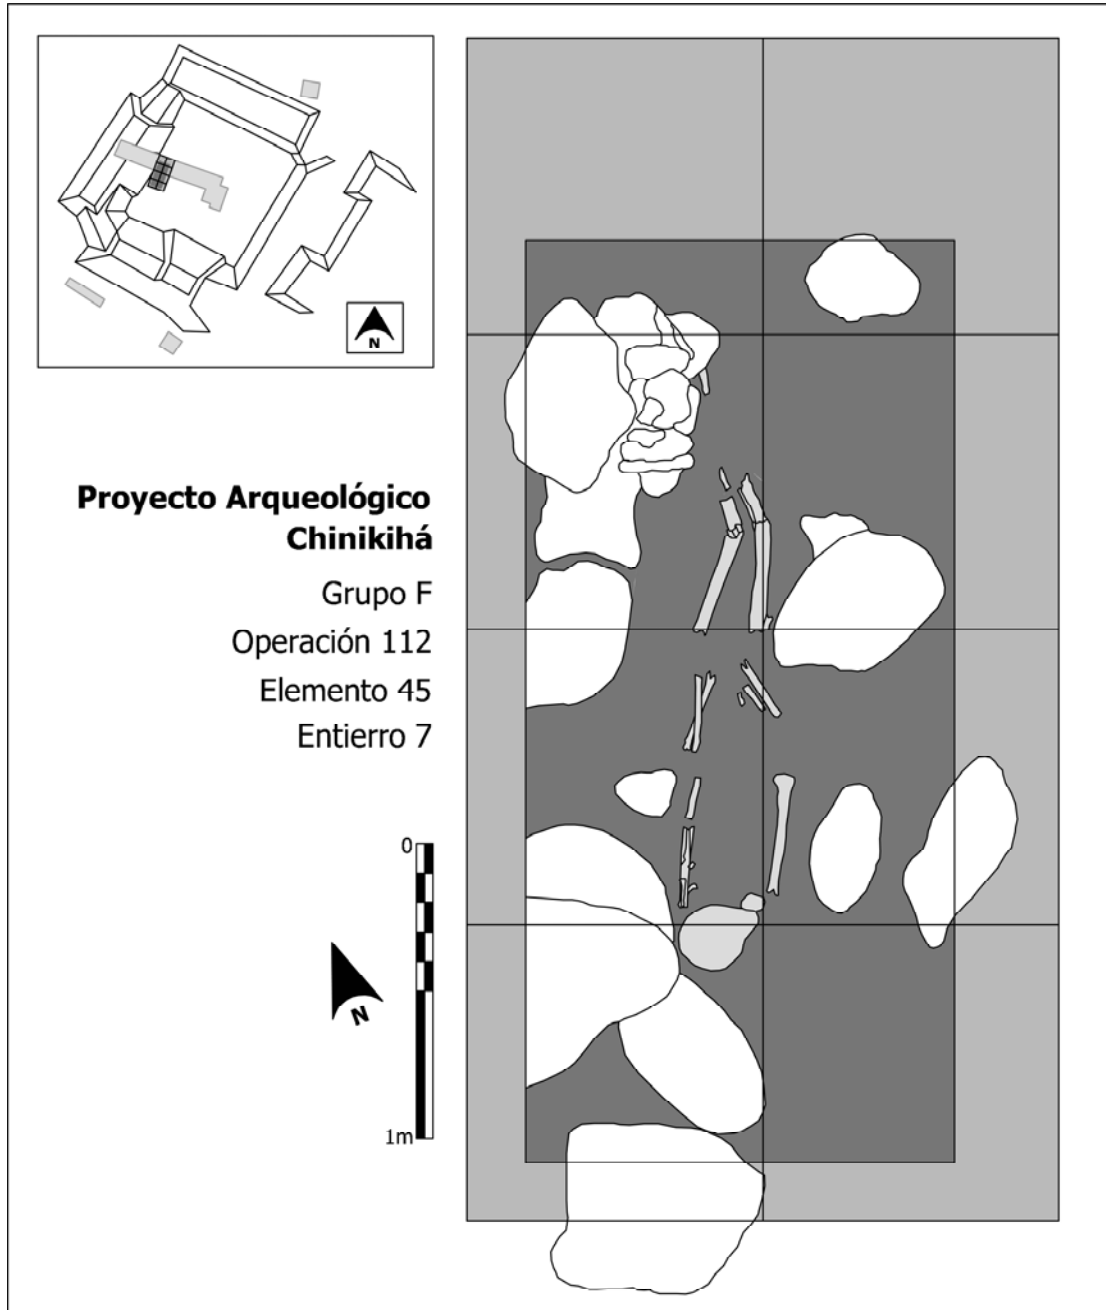 N
Proyecto Arqueológico
Chinikihá
Grupo F
Operación 112
Elemento 45
Entierro 7
0
N
1m